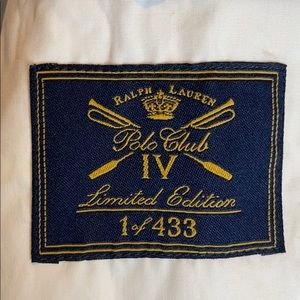 RALPH LAUREN
Polo Club
IV
Limited Edition
1 of 433